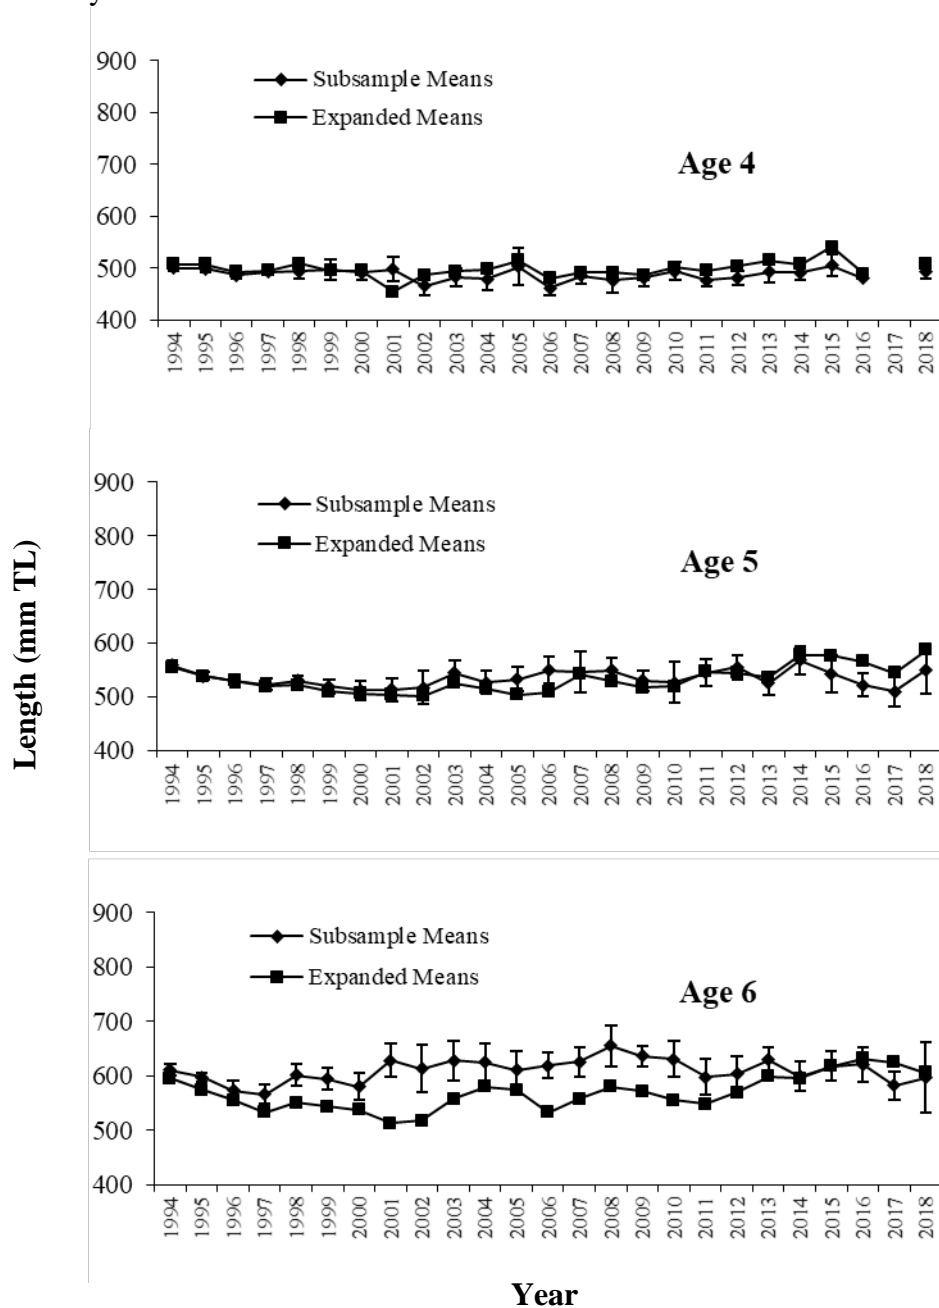 y
900
800
700
600
500
400
Subsample Means
Expanded Means
Age 4
1994 1995 1996 1997 1998 1999 2000 2001 2002 2003 2004 2005 2006 2007 2008 2009 2010 2011 2012 2013 2014 2015 2016 2017 2018
Length (mm TL)
900
800
700
600
500
400
Subsample Means
Expanded Means
Age 5
1994 1995 1996 1997 1998 1999 2000 2001 2002 2003 2004 2005 2006 2007 2008 2009 2010 2011 2012 2013 2014 2015 2016 2017 2018
900
800
700
600
500
400
Subsample Means
Expanded Means
Age 6
1994 1995 1996 1997 1998 1999 2000 2001 2002 2003 2004 2005 2006 2007 2008 2009 2010 2011 2012 2013 2014 2015 2016 2017 2018
Year